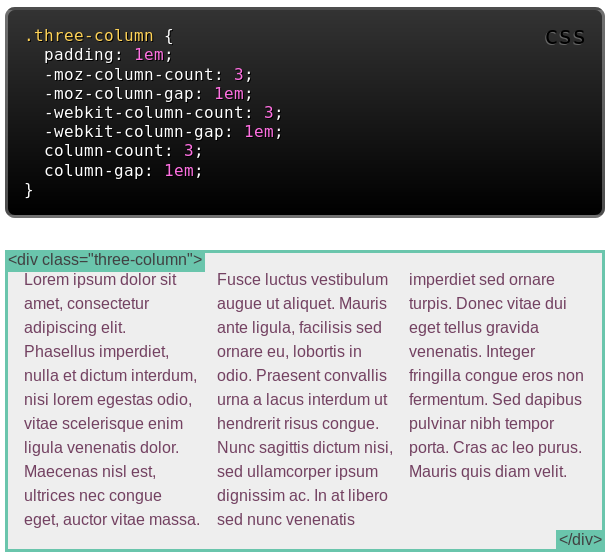 CSS
.three-column {
padding: 1em;
-moz-column-count: 3;
-moz-column-gap: 1em;
-webkit-column-count: 3;
-webkit-column-gap: 1em;
column-count: 3;
column-gap: 1em;
}
<div class="three-column">
Lorem ipsum dolor sit
amet, consectetur
adipiscing elit.
Phasellus imperdiet,
nulla et dictum interdum,
nisi lorem egestas odio,
vitae scelerisque enim
ligula venenatis dolor.
Maecenas nisl est,
ultrices nec congue
eget, auctor vitae massa.
Fusce luctus vestibulum
augue ut aliquet. Mauris
ante ligula, facilisis sed
ornare eu, lobortis in
odio. Praesent convallis
urna a lacus interdum ut
hendrerit risus congue.
Nunc sagittis dictum nisi,
sed ullamcorper ipsum
dignissim ac. In at libero
sed nunc venenatis
imperdiet sed ornare
turpis. Donec vitae dui
eget tellus gravida
venenatis. Integer
fringilla congue eros non
fermentum. Sed dapibus
pulvinar nibh tempor
porta. Cras ac leo purus.
Mauris quis diam velit.
</div>